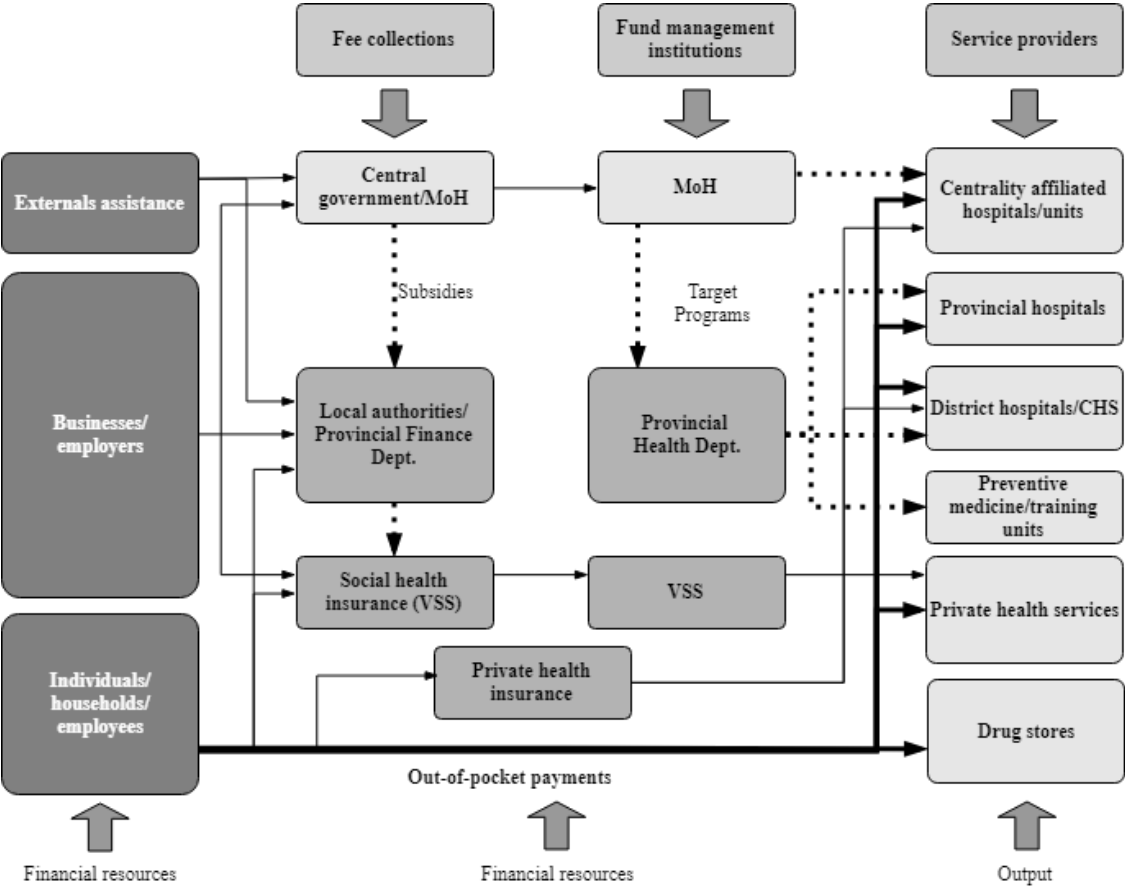 Fee collections
Fund management
institutions
Service providers
Externals assistance
Central
government/MoH
MoH
Centrality affiliated
hospitals/units
Subsidies
Target
Programs
Provincial hospitals
Businesses/
employers
Local authorities/
Provincial Finance
Dept.
Provincial
Health Dept.
District hospitals/CHS
Preventive
medicine/training
units
Social health
insurance (VSS)
VSS
Private health services
Individuals/
households/
employees
Private health
insurance
Drug stores
Out-of-pocket payments
Financial resources
Financial resources
Output